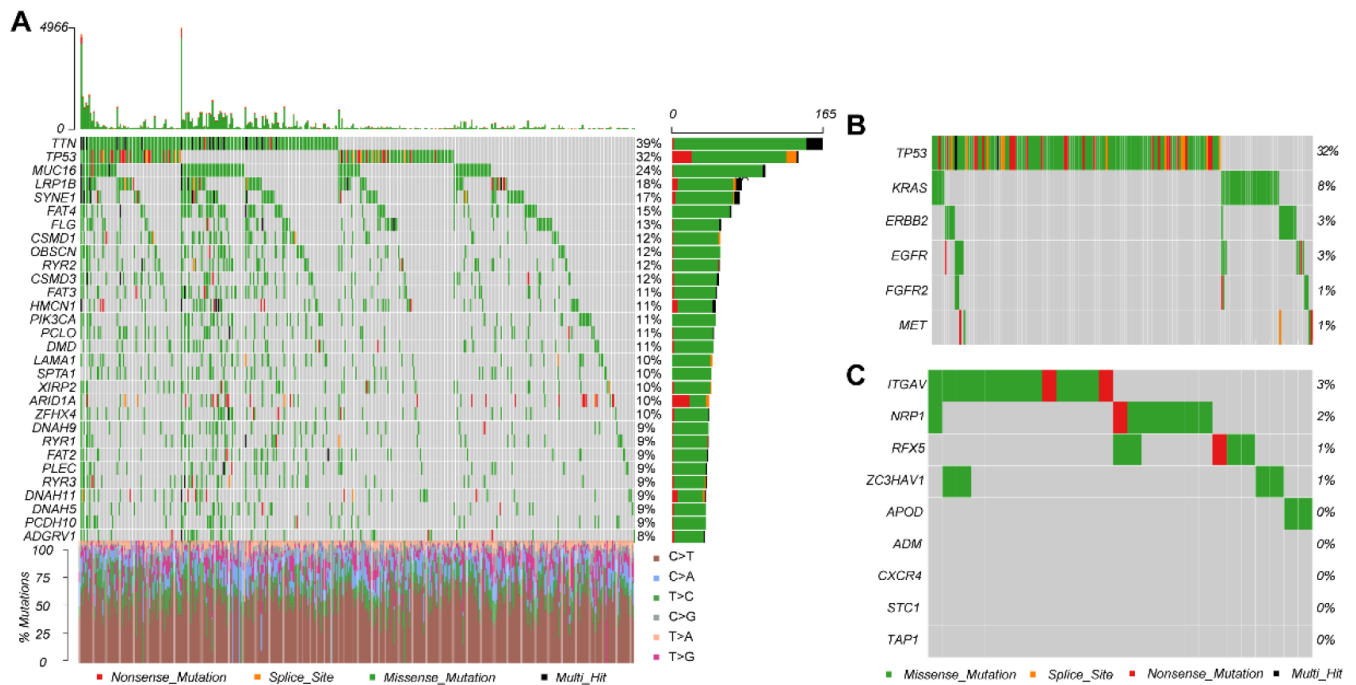 A
4966
0
0 165
TTN 39%
TP53 32%
MUC16 24%
LRP1B 18%
SYNE1 17%
FAT4 15%
FLG 13%
CSMD1 12%
OBSCN 12%
RYR2 12%
CSMD3 12%
FAT3 11%
HMCN1 11%
PIK3CA 11%
PCLO 11%
DMD 11%
LAMA1 10%
SPTA1 10%
XIRP2 10%
ARID1A 10%
ZFHX4 10%
DNAH9 9%
RYR1 9%
FAT2 9%
PLEC 9%
RYR3 9%
DNAH11 9%
DNAH5 9%
PCDH10 9%
ADGRV1 8%
% Mutations
100
75
50
25
0
C>T
C>A
T>C
C>G
T>A
T>G
Nonsense_Mutation Splice_Site Missense_Mutation Multi_Hit
B
TP53 32%
KRAS 8%
ERBB2 3%
EGFR 3%
FGFR2 1%
MET 1%
C
ITGAV 3%
NRP1 2%
RFX5 1%
ZC3HAV1 1%
APOD 0%
ADM 0%
CXCR4 0%
STC1 0%
TAP1 0%
Missense_Mutation Splice_Site Nonsense_Mutation Multi_Hit